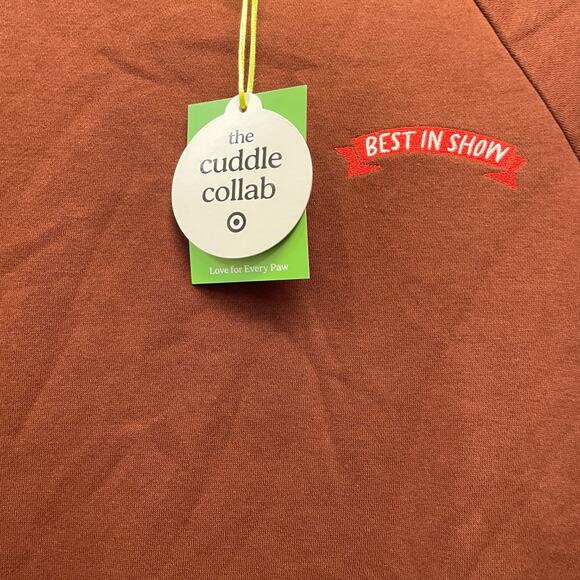 the
cuddle
collab
Love for Every Paw
BEST IN SHOW